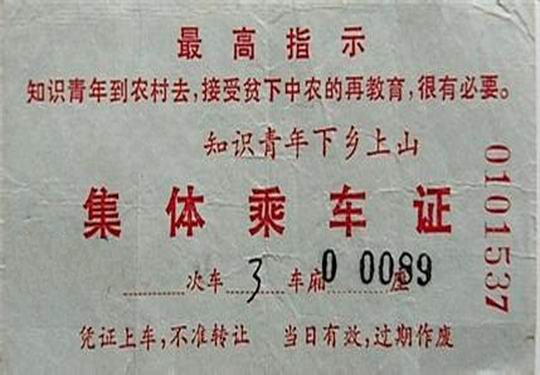 最高指示
知识青年到农村去,接受贫下中农的再教育,很有必要。
知识青年下乡上山
集体乘车证
次车 3 车厢 0 0089 座
凭证上车,不准转让 当日有效,过期作废
0101537